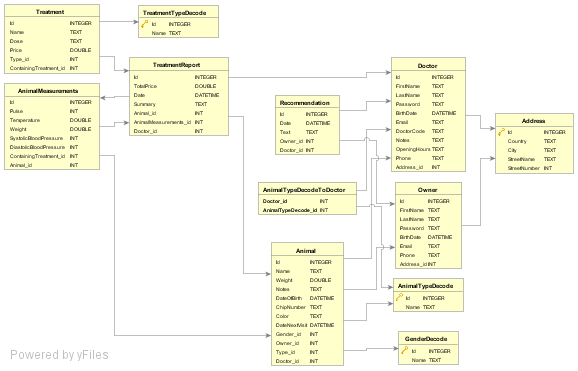 Treatment
Id INTEGER
Name TEXT
Dose TEXT
Price DOUBLE
Type_id INT
ContainingTreatment_id INT
TreatmentTypeDecode
Id INTEGER
Name TEXT
AnimalMeasurements
Id INTEGER
Pulse INT
Temperature DOUBLE
Weight DOUBLE
SystolicBloodPressure INT
DiastolicBloodPressure INT
ContainingTreatment_id INT
Animal_id INT
TreatmentReport
Id INTEGER
TotalPrice DOUBLE
Date DATETIME
Summary TEXT
Animal_id INT
AnimalMeasurements_id INT
Doctor_id INT
Recommendation
Id INTEGER
Date DATETIME
Text TEXT
Owner_id INT
Doctor_id INT
Doctor
Id INTEGER
FirstName TEXT
LastName TEXT
Password TEXT
BirthDate DATETIME
Email TEXT
DoctorCode TEXT
Notes TEXT
OpeningHours TEXT
Phone TEXT
Address_id INT
Address
Id INTEGER
Country TEXT
City TEXT
StreetName TEXT
StreetNumber INT
AnimalTypeDecodeToDoctor
Doctor_id INT
AnimalTypeDecode_id INT
Owner
Id INTEGER
FirstName TEXT
LastName TEXT
Password TEXT
BirthDate DATETIME
Email TEXT
Phone TEXT
Address_id INT
Animal
Id INTEGER
Name TEXT
Weight DOUBLE
Notes TEXT
DateOfBirth DATETIME
ChipNumber TEXT
Color TEXT
DateNextVisit DATETIME
Gender_id INT
Owner_id INT
Type_id INT
Doctor_id INT
AnimalTypeDecode
Id INTEGER
Name TEXT
GenderDecode
Id INTEGER
Name TEXT
Powered by yFiles